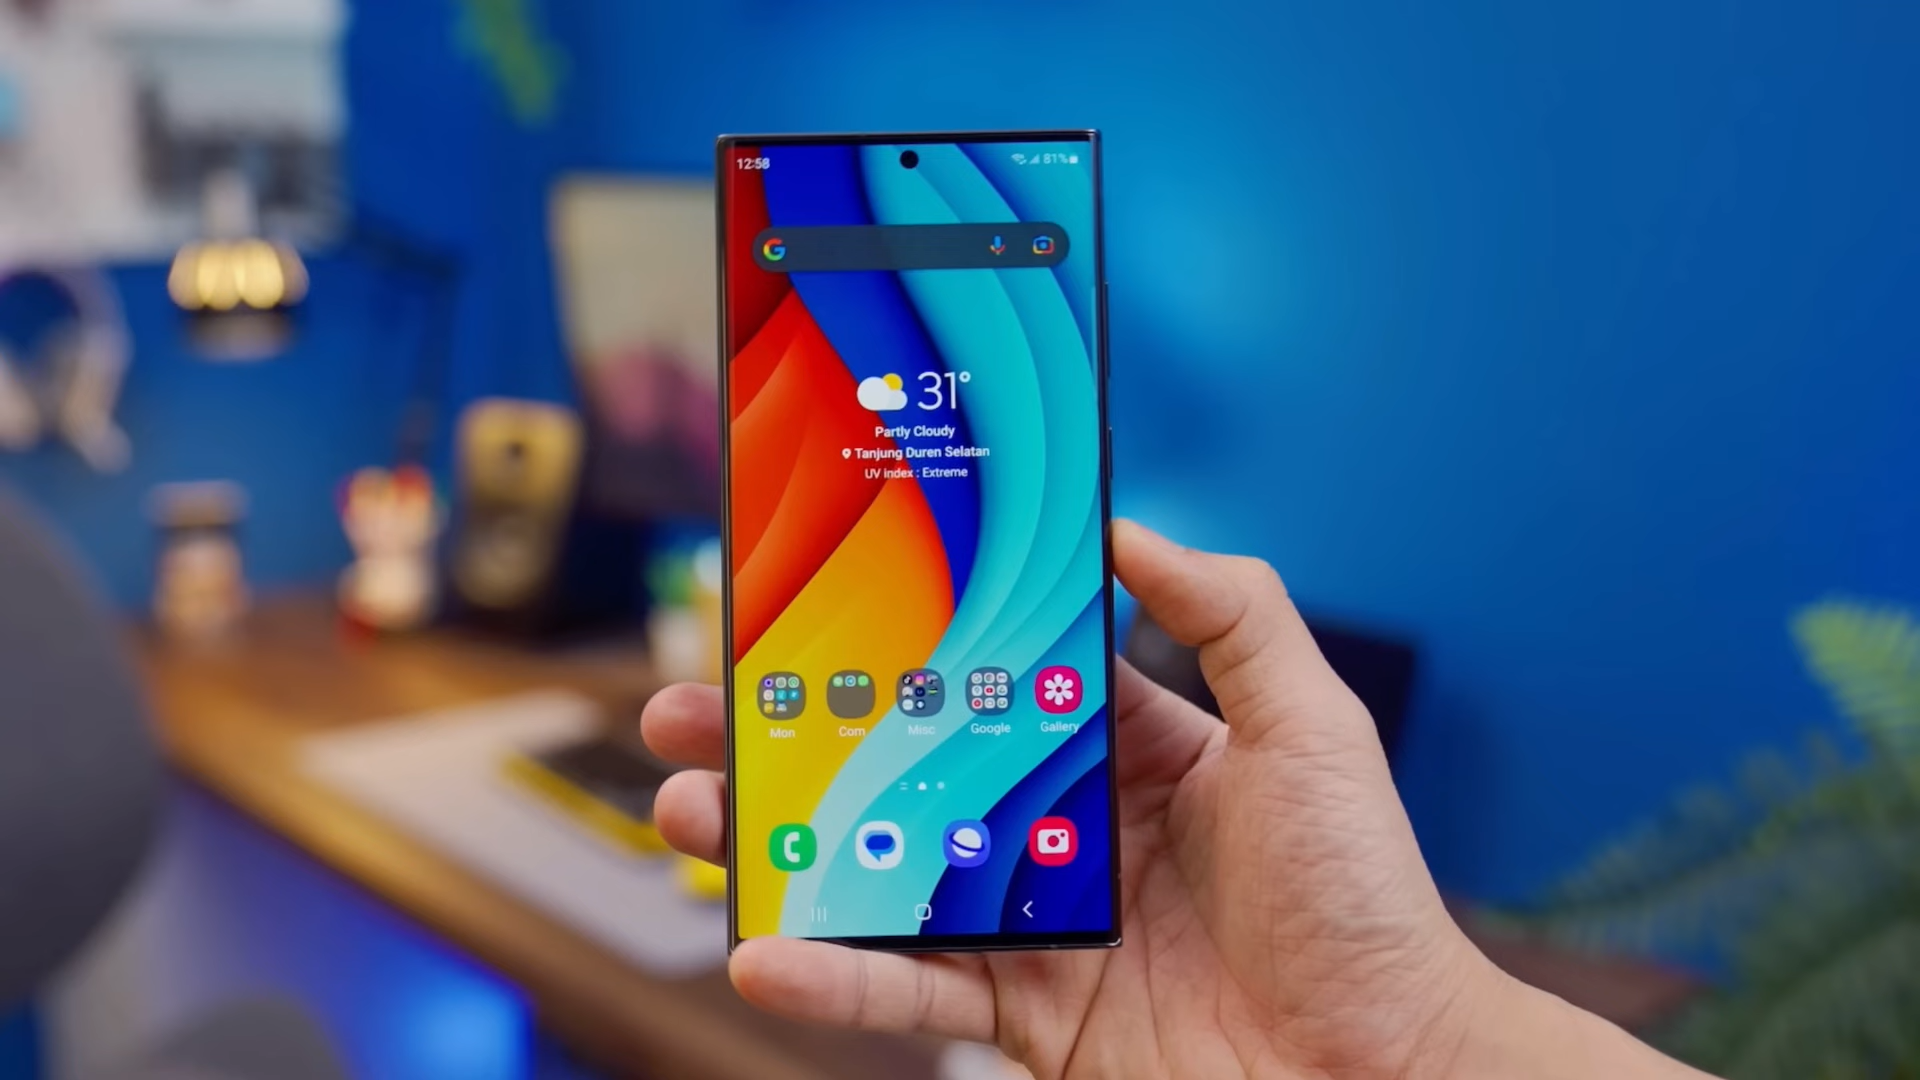 12:58
81%
G
31°
Partly Cloudy
Tanjung Duren Selatan
UV index : Extreme
Mon
Com
Misc
Google
Gallery